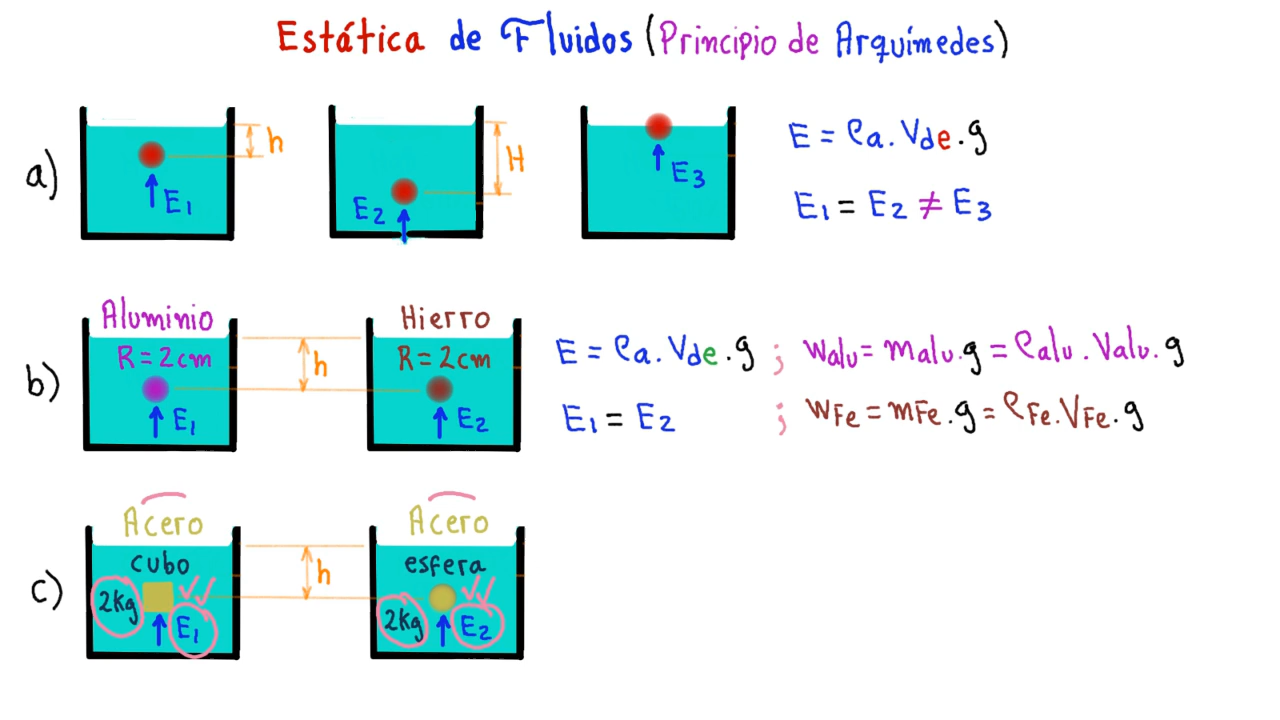 Estática de Fluidos (Principio de Arquímedes)
a)
h
E1
H
E2
E3
E = ρa. Vde. g
E1 = E2 ≠ E3
b)
Aluminio
R = 2cm
h
E1
Hierro
R = 2cm
E2
E = ρa. Vde. g ; Walu = malu. g = ρalu. Valu. g
E1 = E2 ; WFe = mFe. g = ρFe. VFe. g
c)
Acero
cubo
2kg
E1
h
Acero
esfera
2kg
E2